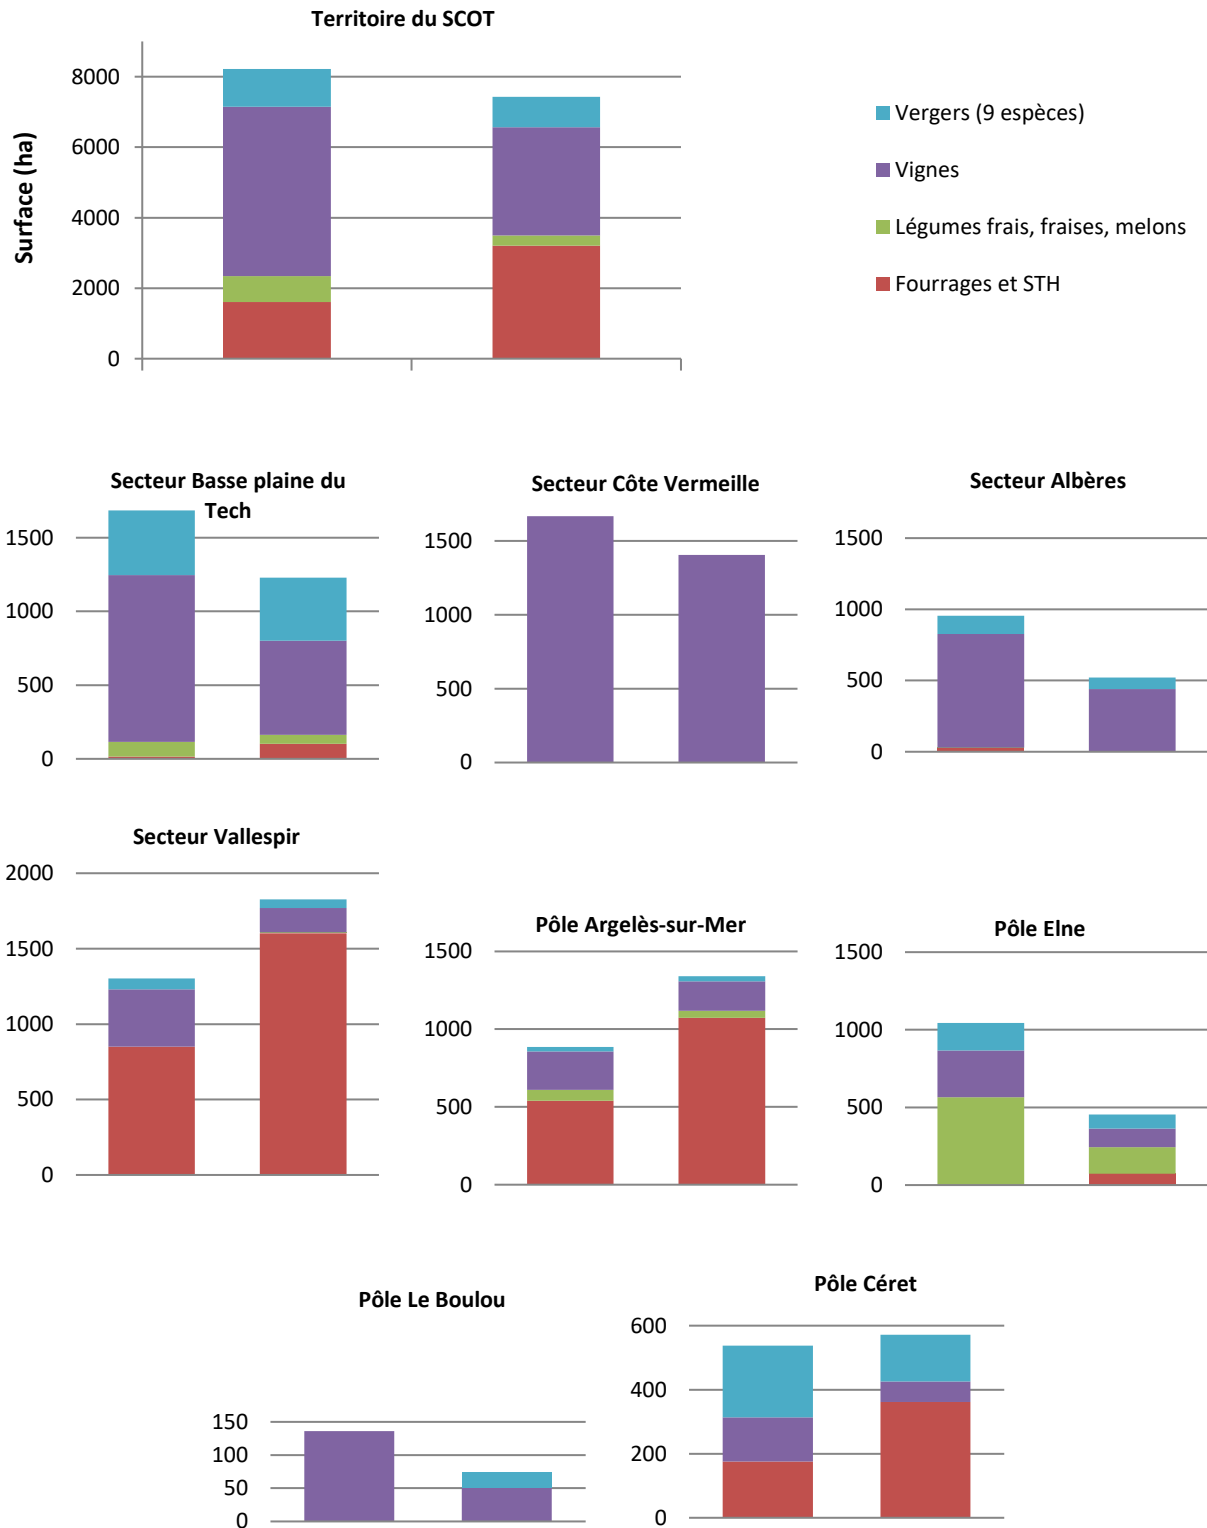 Territoire du SCOT
Surface (ha)
8000
6000
4000
2000
0
Vergers (9 espèces)
Vignes
Légumes frais, fraises, melons
Fourrages et STH
Secteur Basse plaine du
Tech
1500
1000
500
0
Secteur Côte Vermeille
1500
1000
500
0
Secteur Albères
1500
1000
500
0
Secteur Vallespir
2000
1500
1000
500
0
Pôle Argelès-sur-Mer
1500
1000
500
0
Pôle Elne
1500
1000
500
0
Pôle Le Boulou
150
100
50
0
Pôle Céret
600
400
200
0